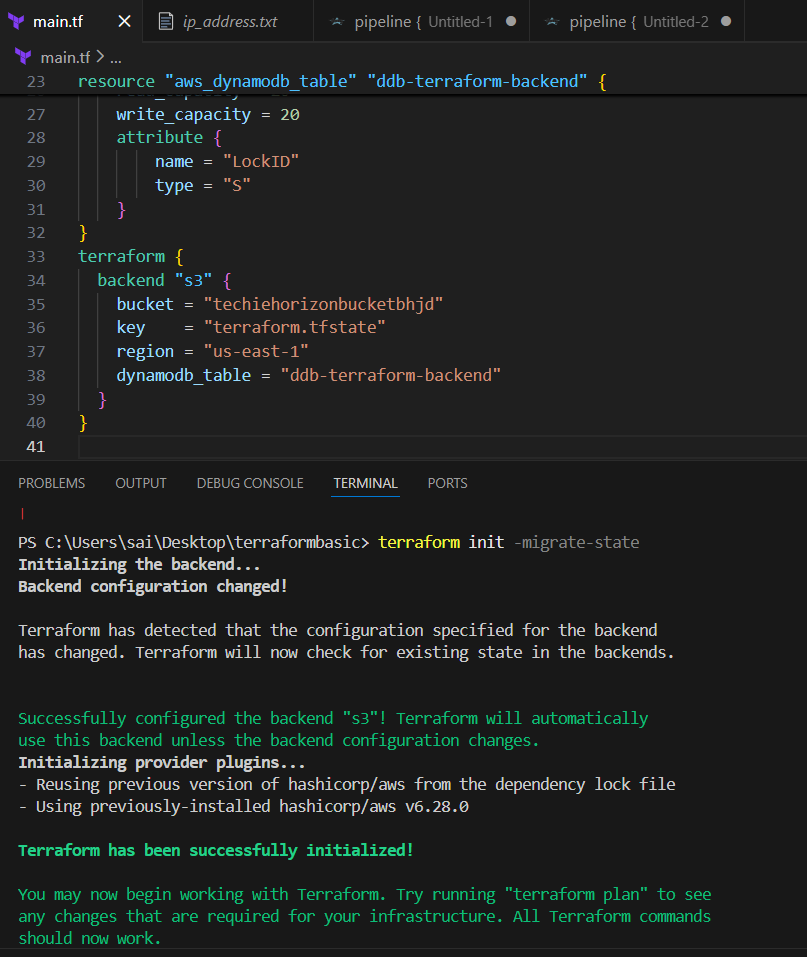 main.tf
ip_address.txt
pipeline { Untitled-1
pipeline { Untitled-2
main.tf > ...
23 resource "aws_dynamodb_table" "ddb-terraform-backend" {
27 write_capacity = 20
28 attribute {
29 name = "LockID"
30 type = "S"
31 }
32 }
33 terraform {
34 backend "s3" {
35 bucket = "techiehorizonbucketbhjd"
36 key    = "terraform.tfstate"
37 region = "us-east-1"
38 dynamodb_table = "ddb-terraform-backend"
39 }
40 }
41
PROBLEMS OUTPUT DEBUG CONSOLE TERMINAL PORTS
PS C:\Users\sai\Desktop\terraformbasic> terraform init -migrate-state
Initializing the backend...
Backend configuration changed!
Terraform has detected that the configuration specified for the backend
has changed. Terraform will now check for existing state in the backends.
Successfully configured the backend "s3"! Terraform will automatically
use this backend unless the backend configuration changes.
Initializing provider plugins...
- Reusing previous version of hashicorp/aws from the dependency lock file
- Using previously-installed hashicorp/aws v6.28.0
Terraform has been successfully initialized!
You may now begin working with Terraform. Try running "terraform plan" to see
any changes that are required for your infrastructure. All Terraform commands
should now work.